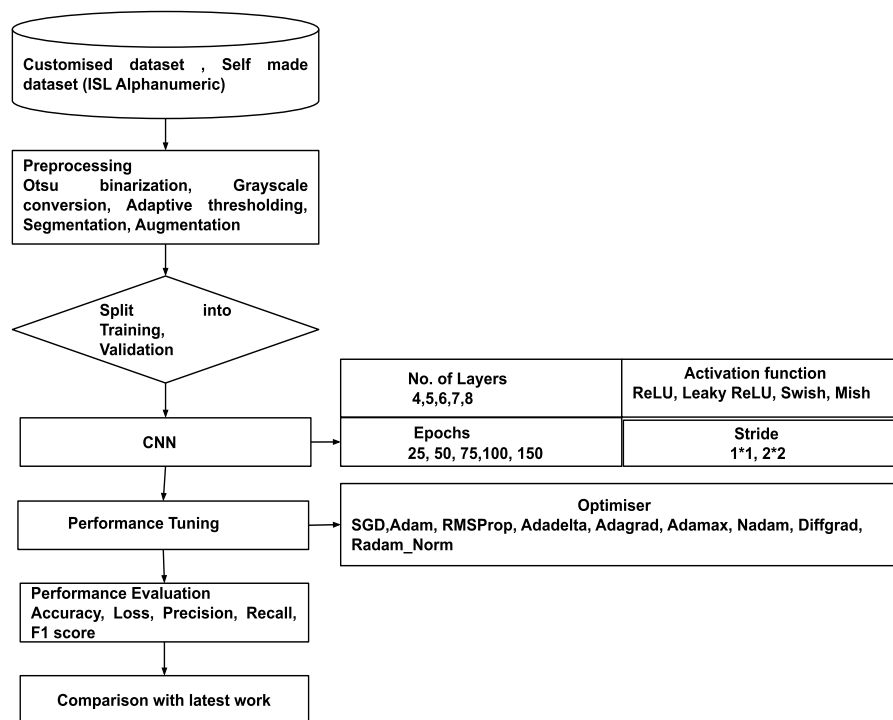 Customised dataset , Self made
dataset (ISL Alphanumeric)
Preprocessing
Otsu binarization, Grayscale
conversion, Adaptive thresholding,
Segmentation, Augmentation
Split into
Training,
Validation
No. of Layers
4,5,6,7,8
Activation function
ReLU, Leaky ReLU, Swish, Mish
CNN
Epochs
25, 50, 75,100, 150
Stride
1*1, 2*2
Performance Tuning
Optimiser
SGD,Adam, RMSProp, Adadelta, Adagrad, Adamax, Nadam, Diffgrad,
Radam_Norm
Performance Evaluation
Accuracy, Loss, Precision, Recall,
F1 score
Comparison with latest work